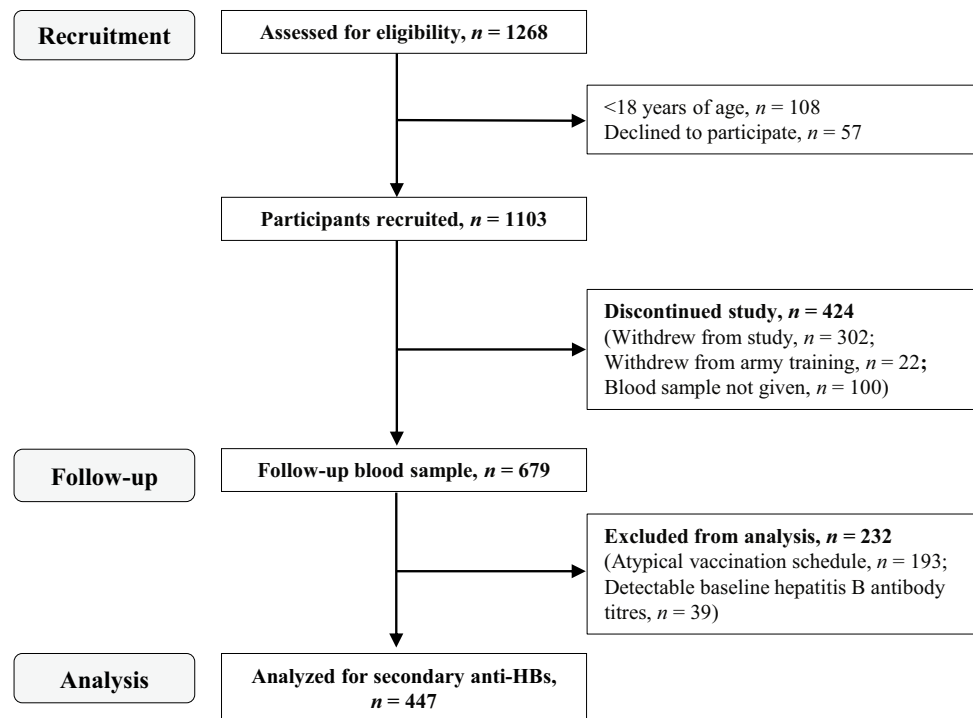 Recruitment
Assessed for eligibility, n = 1268
<18 years of age, n = 108
Declined to participate, n = 57
Participants recruited, n = 1103
Discontinued study, n = 424
(Withdrew from study, n = 302;
Withdrew from army training, n = 22;
Blood sample not given, n = 100)
Follow-up
Follow-up blood sample, n = 679
Excluded from analysis, n = 232
(Atypical vaccination schedule, n = 193;
Detectable baseline hepatitis B antibody
titres, n = 39)
Analysis
Analyzed for secondary anti-HBs,
n = 447